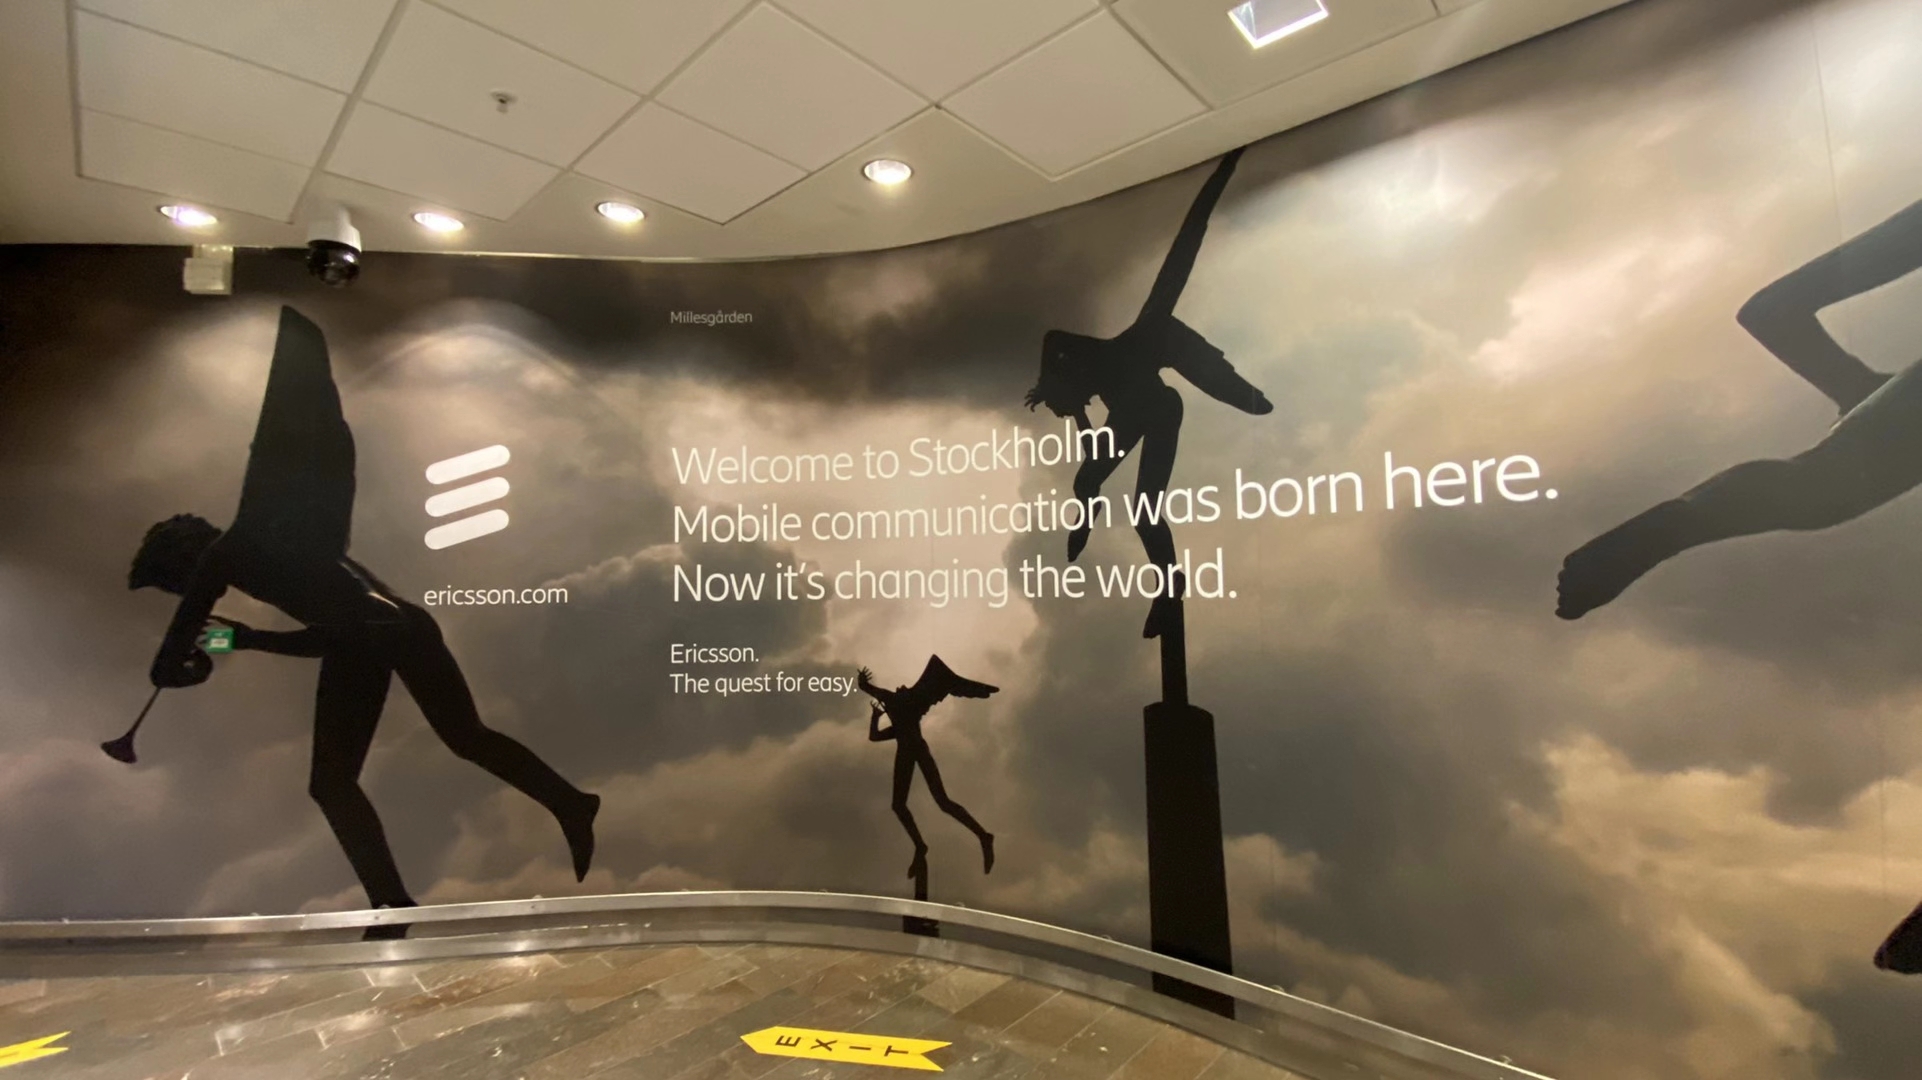 Millesgården
Welcome to Stockholm.
Mobile communication was born here.
Now it's changing the world.
ericsson.com
Ericsson.
The quest for easy.
EXIT